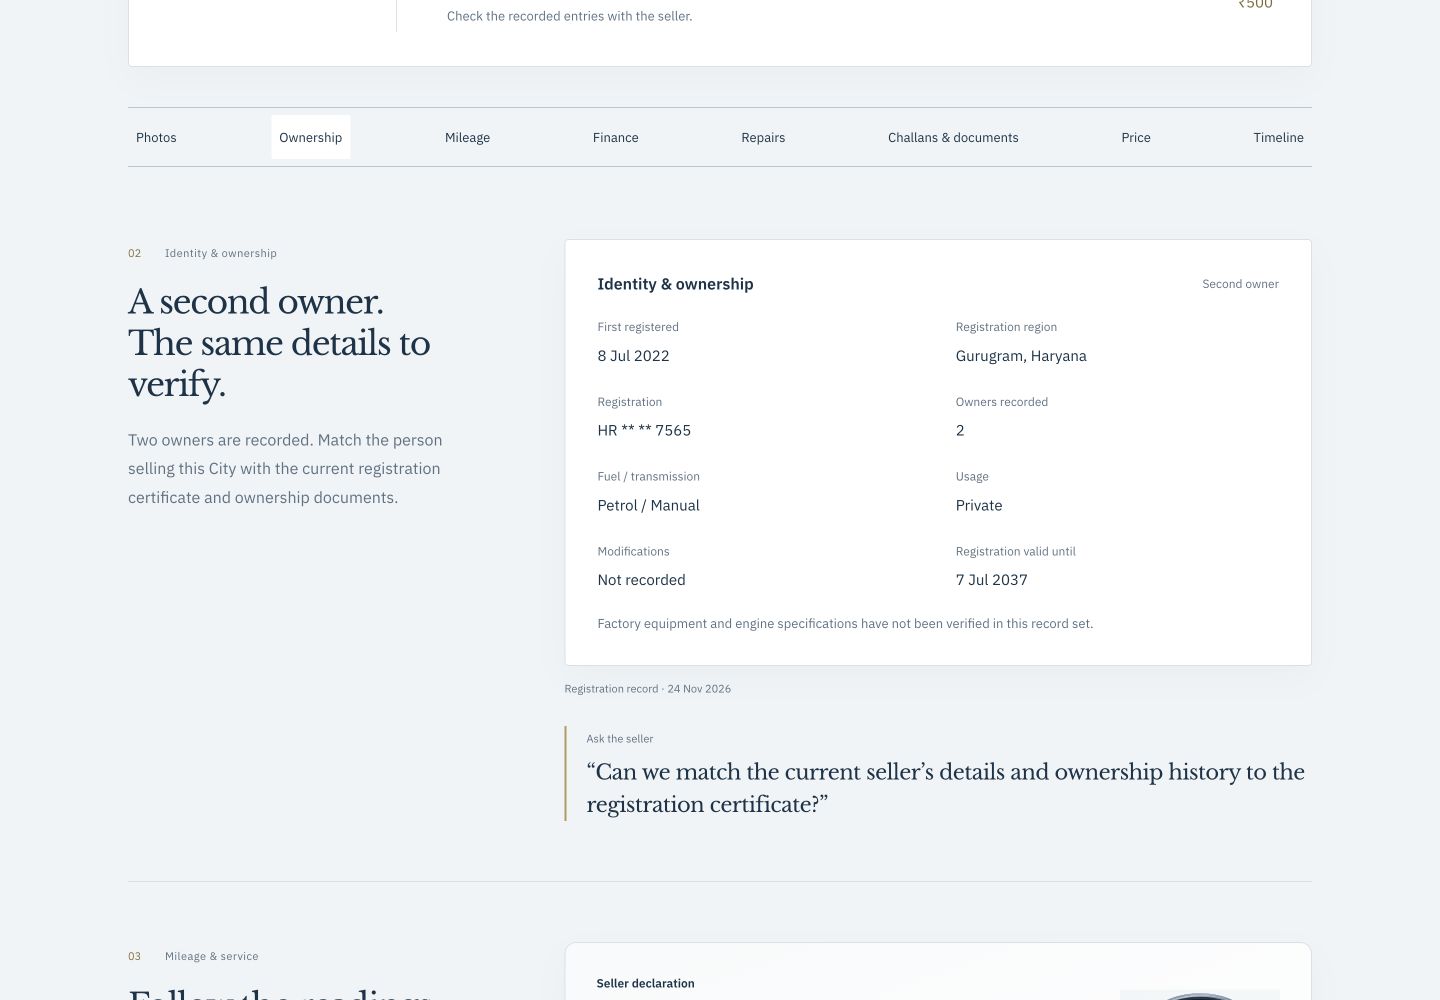 Check the recorded entries with the seller.
₹500
Photos
Ownership
Mileage
Finance
Repairs
Challans & documents
Price
Timeline
02 Identity & ownership
A second owner.
The same details to
verify.
Two owners are recorded. Match the person
selling this City with the current registration
certificate and ownership documents.
Identity & ownership
Second owner
First registered
8 Jul 2022
Registration region
Gurugram, Haryana
Registration
HR ** ** 7565
Owners recorded
2
Fuel / transmission
Petrol / Manual
Usage
Private
Modifications
Not recorded
Registration valid until
7 Jul 2037
Factory equipment and engine specifications have not been verified in this record set.
Registration record · 24 Nov 2026
Ask the seller
“Can we match the current seller’s details and ownership history to the
registration certificate?”
03 Mileage & service
Follow the readings
Seller declaration